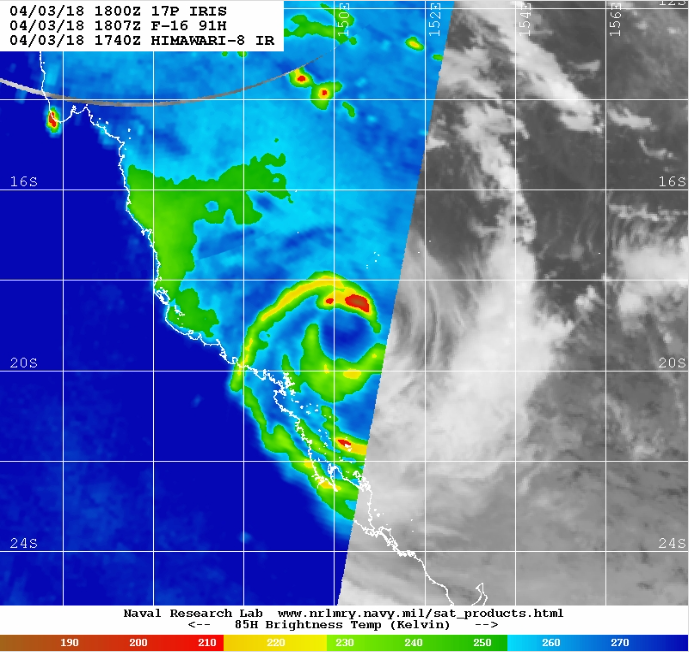 04/03/18 1800Z 17P IRIS
04/03/18 1807Z F-16 91H
04/03/18 1740Z HIMAWARI-8 IR
150E 152E 154E 156E 12S
16S 16S
20S 20S
24S 24S
Naval Research Lab www.nrlmry.navy.mil/sat_products.html
<-- 85H Brightness Temp (Kelvin) -->
190 200 210 220 230 240 250 260 270